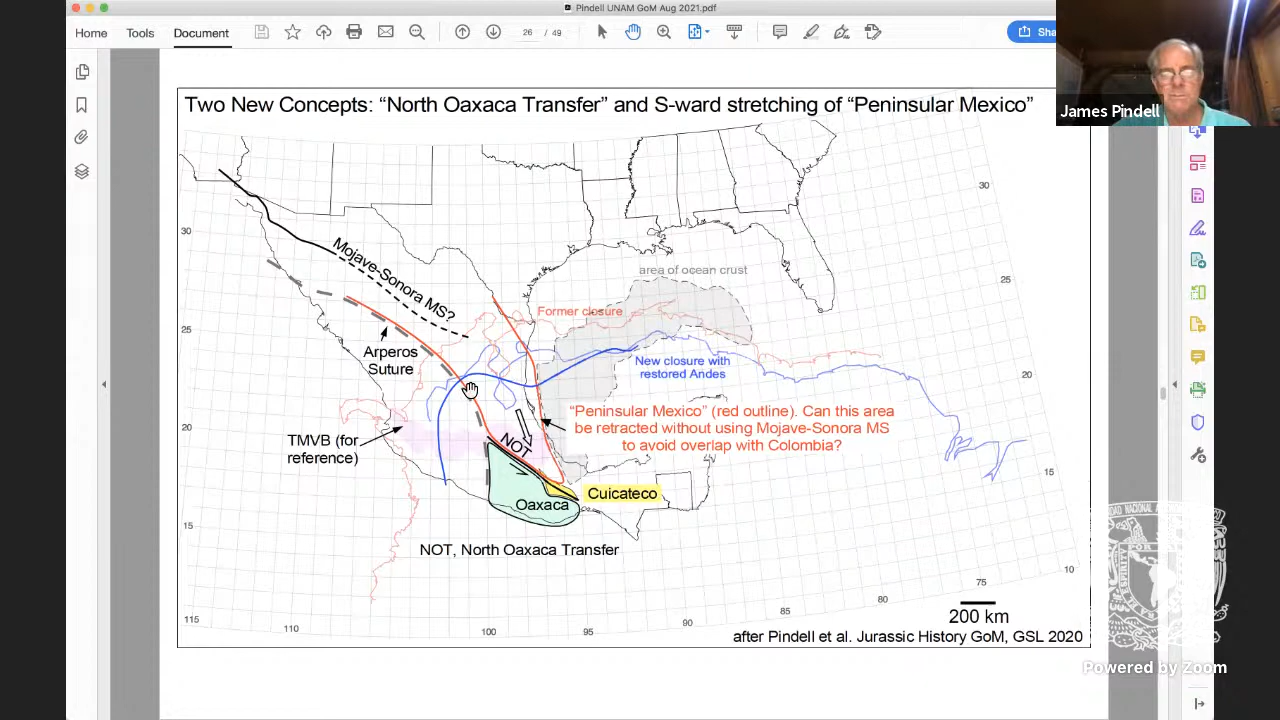 Pindell UNAM GoM Aug 2021.pdf
Home Tools Document
26 / 49
Sha
James Pindell
Two New Concepts: “North Oaxaca Transfer” and S-ward stretching of “Peninsular Mexico”
30
30
Mojave-Sonora MS?
area of ocean crust
25
Former closure
25
Arperos
Suture
New closure with
restored Andes
20
“Peninsular Mexico” (red outline). Can this area
be retracted without using Mojave-Sonora MS
to avoid overlap with Colombia?
20
TMVB (for
reference)
NOT
15
Cuicateco
Oaxaca
15
NOT, North Oaxaca Transfer
10
115
110
100
95
90
85
80
75
200 km
after Pindell et al. Jurassic History GoM, GSL 2020
Powered by Zoom